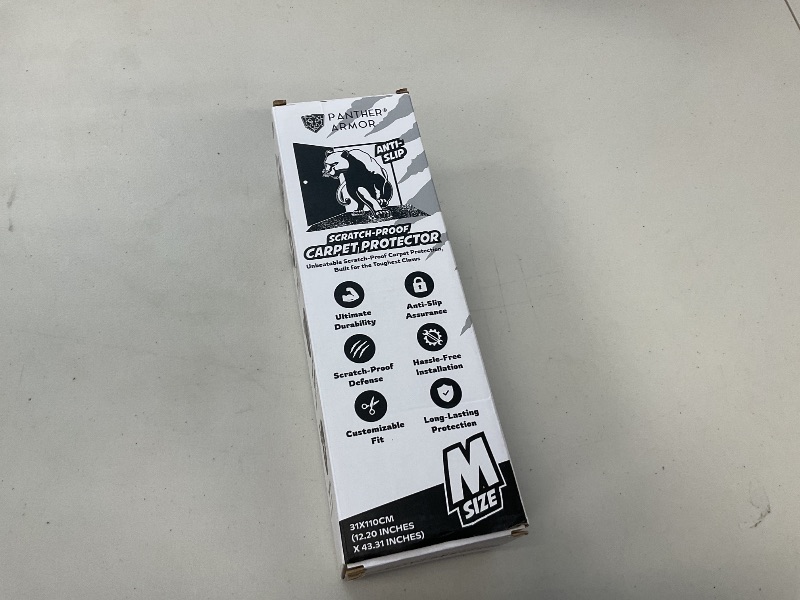 PANTHER®
ARMOR
ANTI-
SLIP
SCRATCH-PROOF
CARPET PROTECTOR
Unbeatable Scratch-Proof Carpet Protection,
Built for the Toughest Claws
Ultimate
Durability
Anti-Slip
Assurance
Scratch-Proof
Defense
Hassle-Free
Installation
Customizable
Fit
Long-Lasting
Protection
M
SIZE
31X110CM
(12.20 INCHES
X 43.31 INCHES)